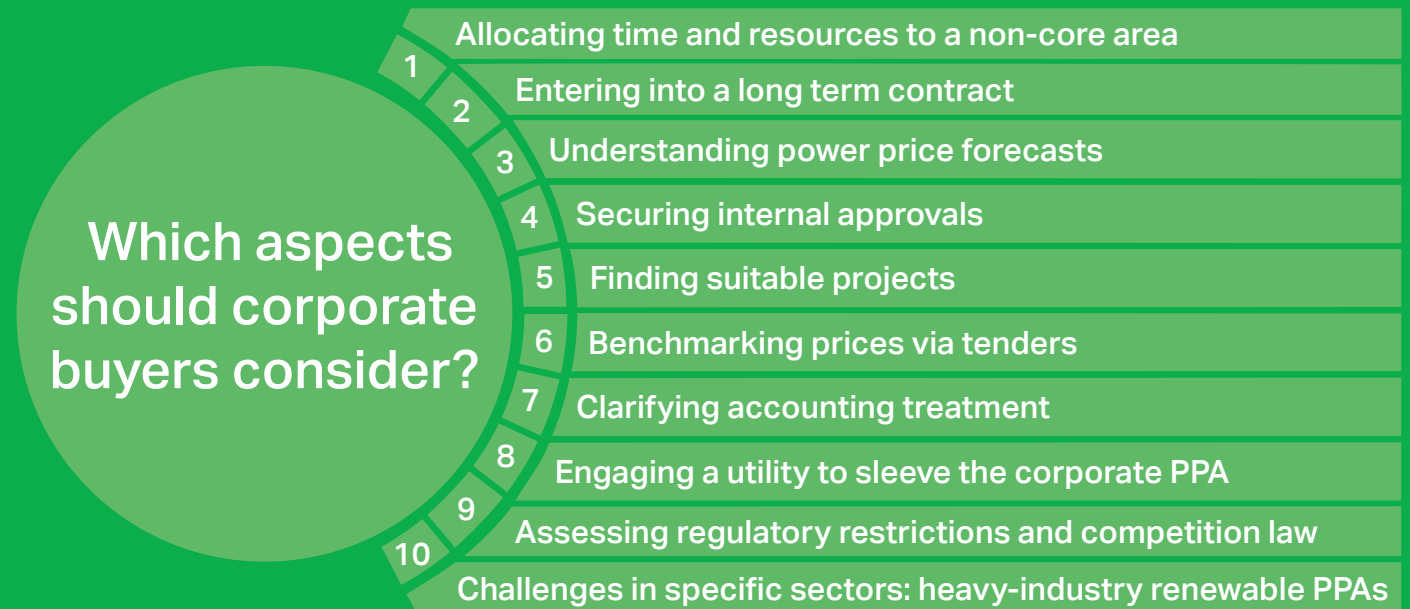 Which aspects
should corporate
buyers consider?
1 Allocating time and resources to a non-core area
2 Entering into a long term contract
3 Understanding power price forecasts
4 Securing internal approvals
5 Finding suitable projects
6 Benchmarking prices via tenders
7 Clarifying accounting treatment
8 Engaging a utility to sleeve the corporate PPA
9 Assessing regulatory restrictions and competition law
10 Challenges in specific sectors: heavy-industry renewable PPAs